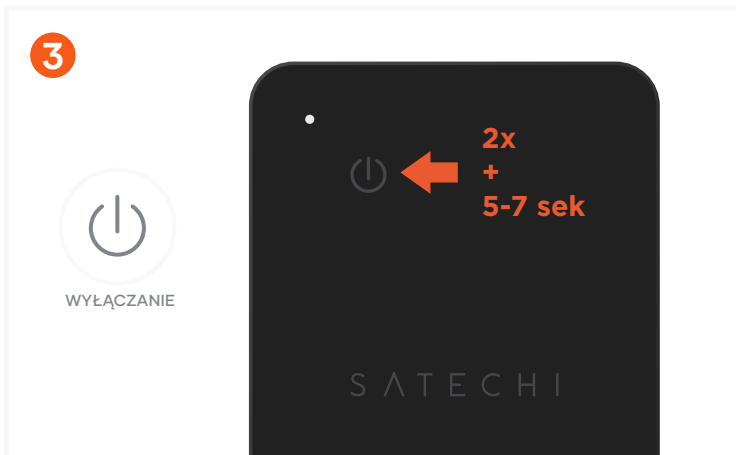 3
2x
+
5-7 sek
WYŁĄCZANIE
SATECHI